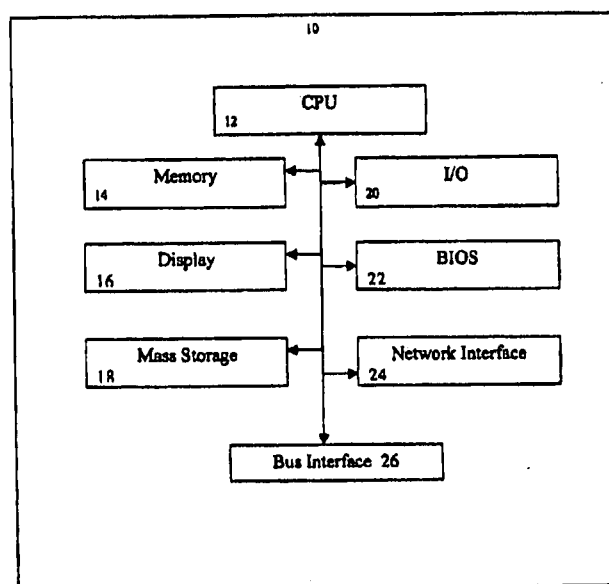 10
CPU
12
Memory
14
I/O
20
Display
16
BIOS
22
Mass Storage
18
Network Interface
24
Bus Interface 26